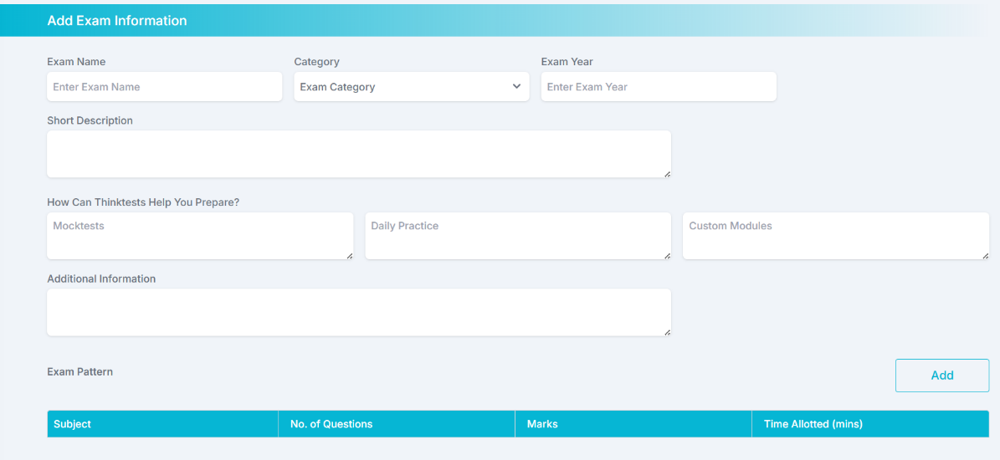 Add Exam Information
Exam Name Category Exam Year
Enter Exam Name Exam Category Enter Exam Year
Short Description
How Can Thinktests Help You Prepare?
Mocktests Daily Practice Custom Modules
Additional Information
Exam Pattern Add
Subject No. of Questions Marks Time Allotted (mins)